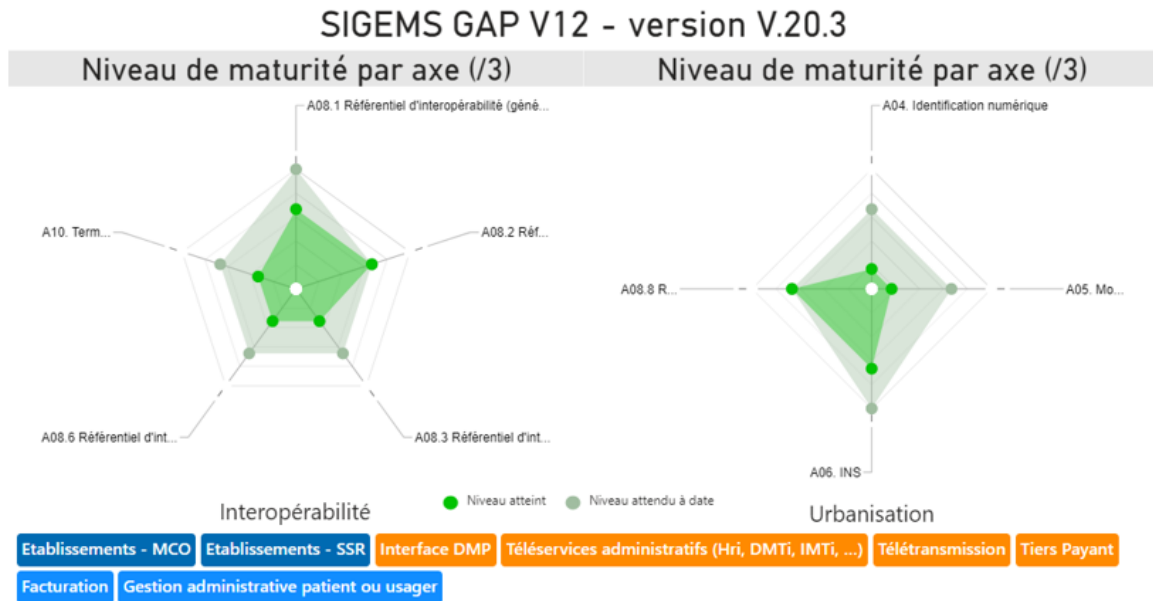 SIGEMS GAP V12 - version V.20.3
Niveau de maturité par axe (/3)
Niveau de maturité par axe (/3)
A08.1 Référentiel d'interopérabilité (géné...
A10. Term...
A08.2 Réf...
A08.6 Référentiel d'int...
A08.3 Référentiel d'int...
A04. Identification numérique
A08.8 R...
A05. Mo...
A06. INS
Niveau atteint
Niveau attendu à date
Interopérabilité
Urbanisation
Etablissements - MCO
Etablissements - SSR
Interface DMP
Téléservices administratifs (Hri, DMTi, IMTi, ...)
Télétransmission
Tiers Payant
Facturation
Gestion administrative patient ou usager